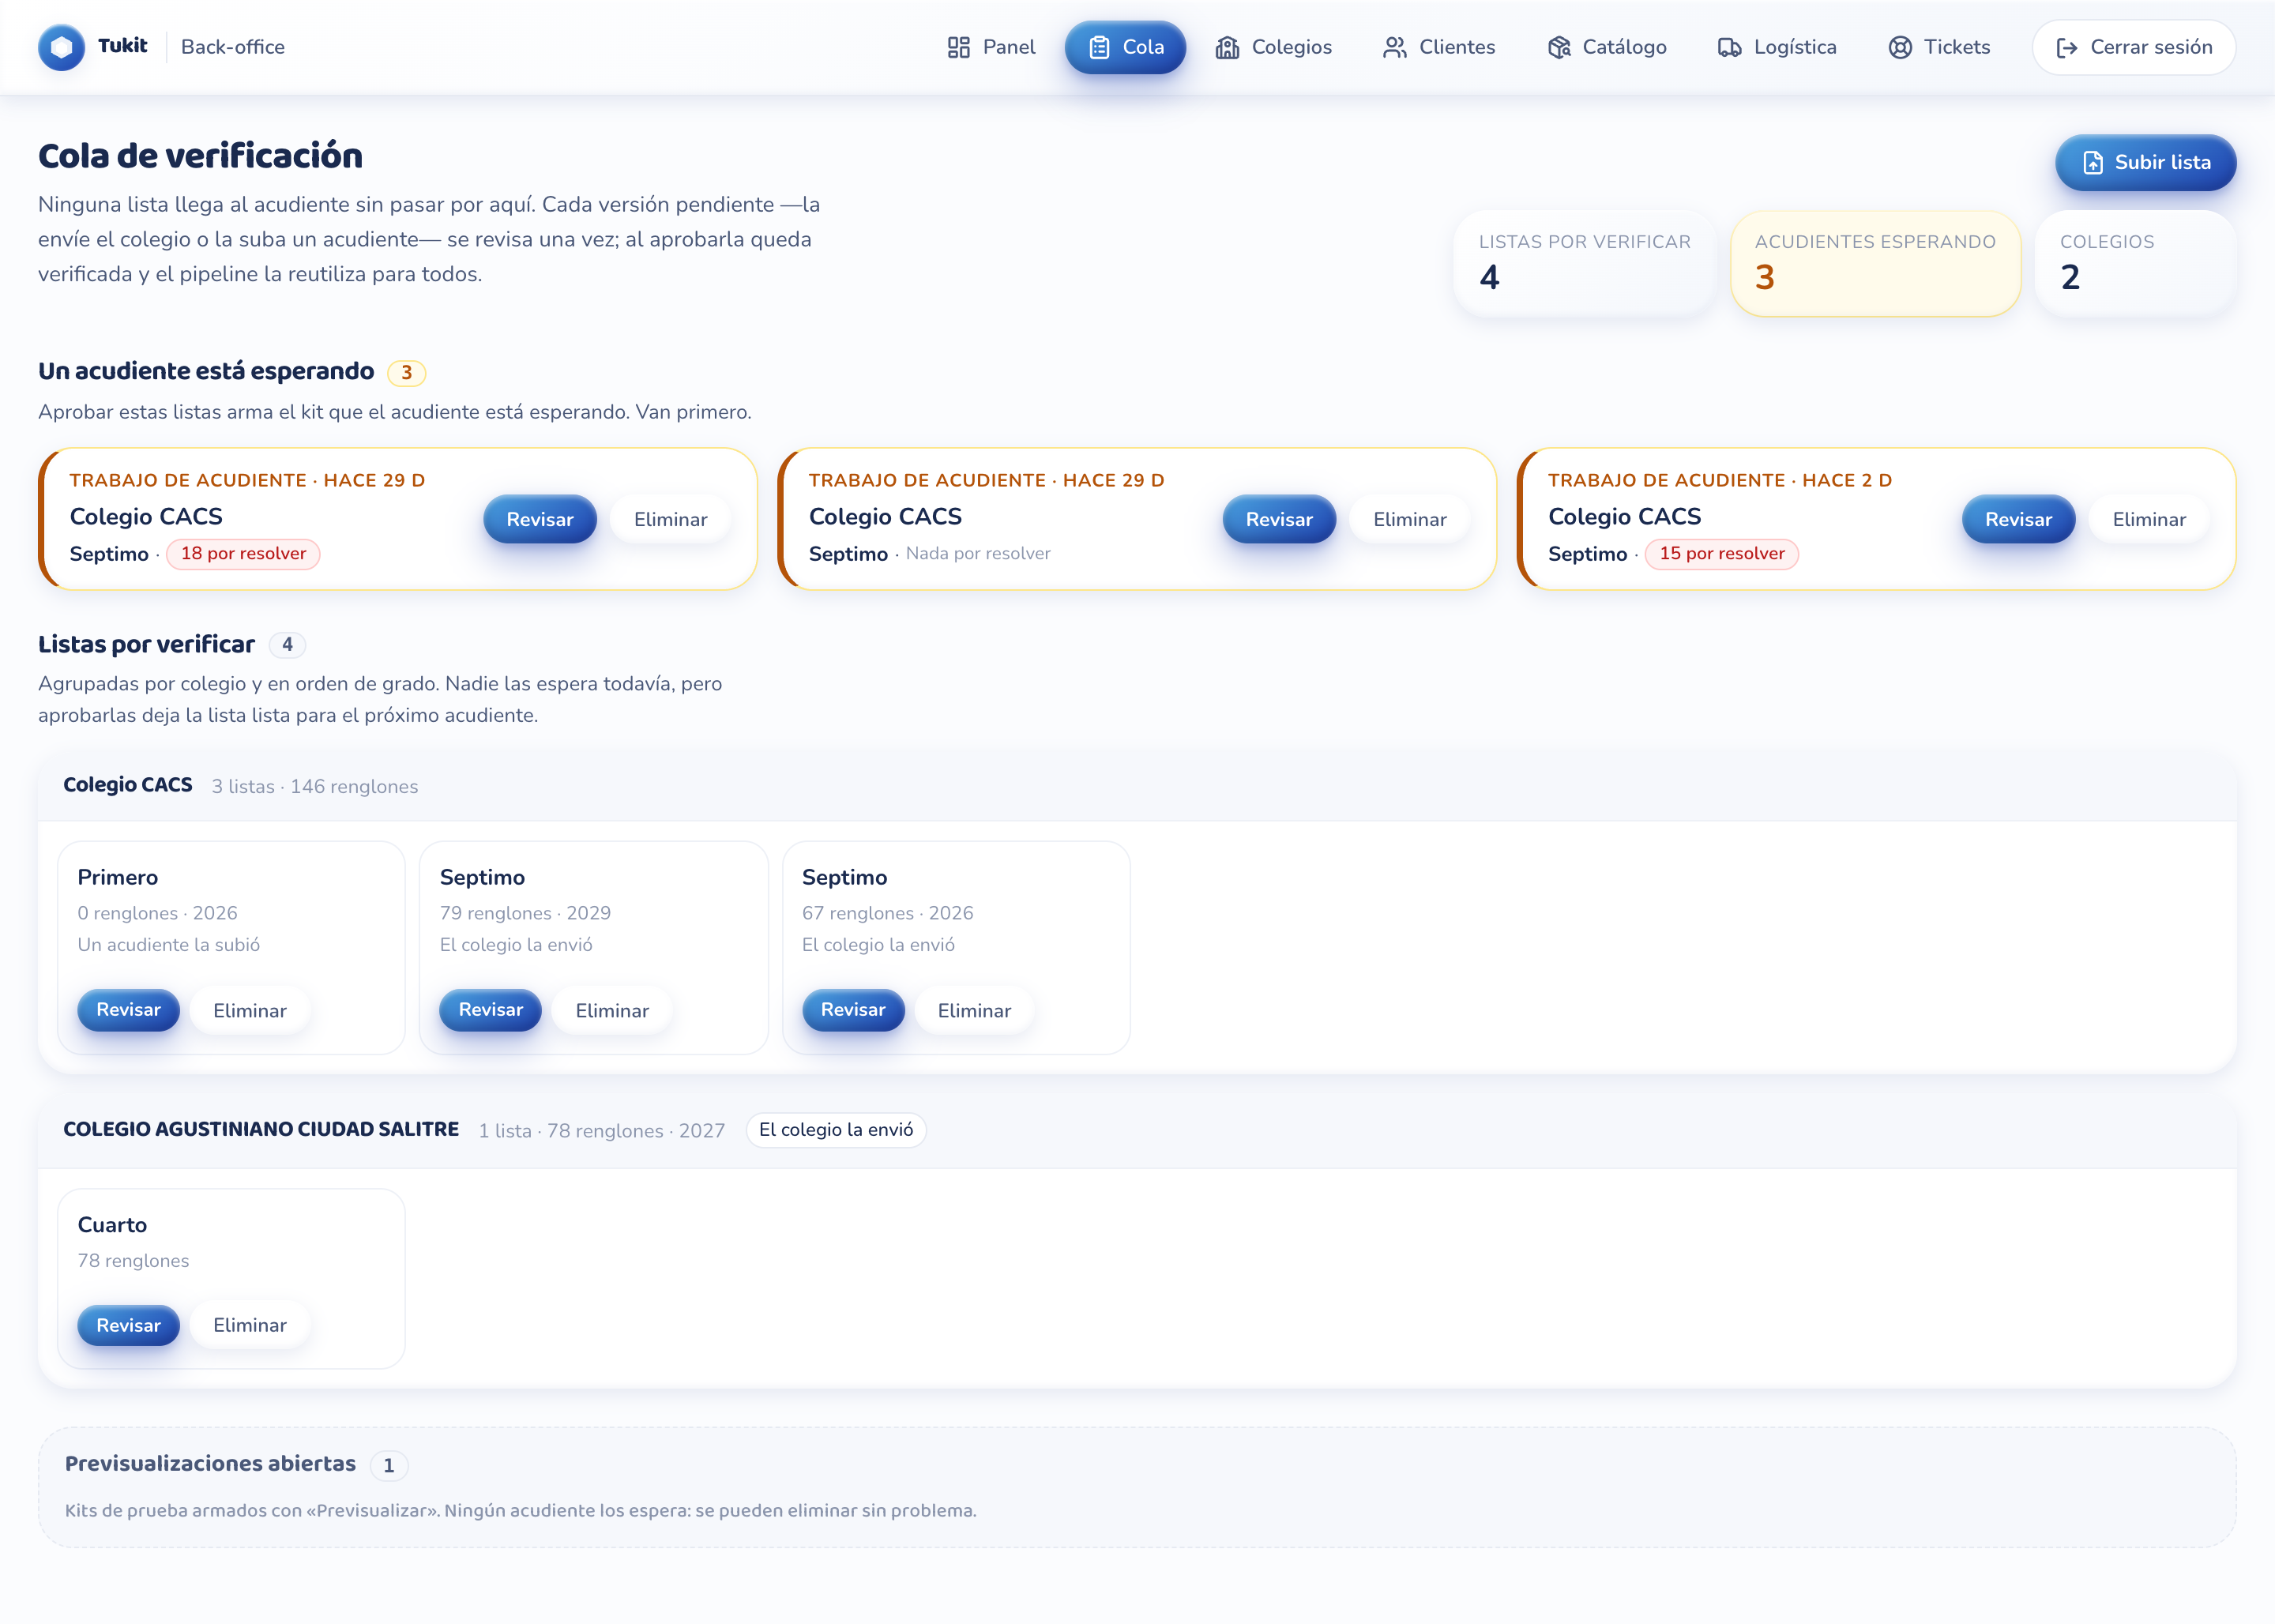 Tukit
Back-office
Panel
Cola
Colegios
Clientes
Catálogo
Logística
Tickets
Cerrar sesión
Cola de verificación
Ninguna lista llega al acudiente sin pasar por aquí. Cada versión pendiente —la
envíe el colegio o la suba un acudiente— se revisa una vez; al aprobarla queda
verificada y el pipeline la reutiliza para todos.
Subir lista
LISTAS POR VERIFICAR
4
ACUDIENTES ESPERANDO
3
COLEGIOS
2
Un acudiente está esperando 3
Aprobar estas listas arma el kit que el acudiente está esperando. Van primero.
TRABAJO DE ACUDIENTE · HACE 29 D
Colegio CACS
Septimo · 18 por resolver
Revisar
Eliminar
TRABAJO DE ACUDIENTE · HACE 29 D
Colegio CACS
Septimo · Nada por resolver
Revisar
Eliminar
TRABAJO DE ACUDIENTE · HACE 2 D
Colegio CACS
Septimo · 15 por resolver
Revisar
Eliminar
Listas por verificar 4
Agrupadas por colegio y en orden de grado. Nadie las espera todavía, pero
aprobarlas deja la lista lista para el próximo acudiente.
Colegio CACS 3 listas · 146 renglones
Primero
0 renglones · 2026
Un acudiente la subió
Revisar
Eliminar
Septimo
79 renglones · 2029
El colegio la envió
Revisar
Eliminar
Septimo
67 renglones · 2026
El colegio la envió
Revisar
Eliminar
COLEGIO AGUSTINIANO CIUDAD SALITRE 1 lista · 78 renglones · 2027 El colegio la envió
Cuarto
78 renglones
Revisar
Eliminar
Previsualizaciones abiertas 1
Kits de prueba armados con «Previsualizar». Ningún acudiente los espera: se pueden eliminar sin problema.